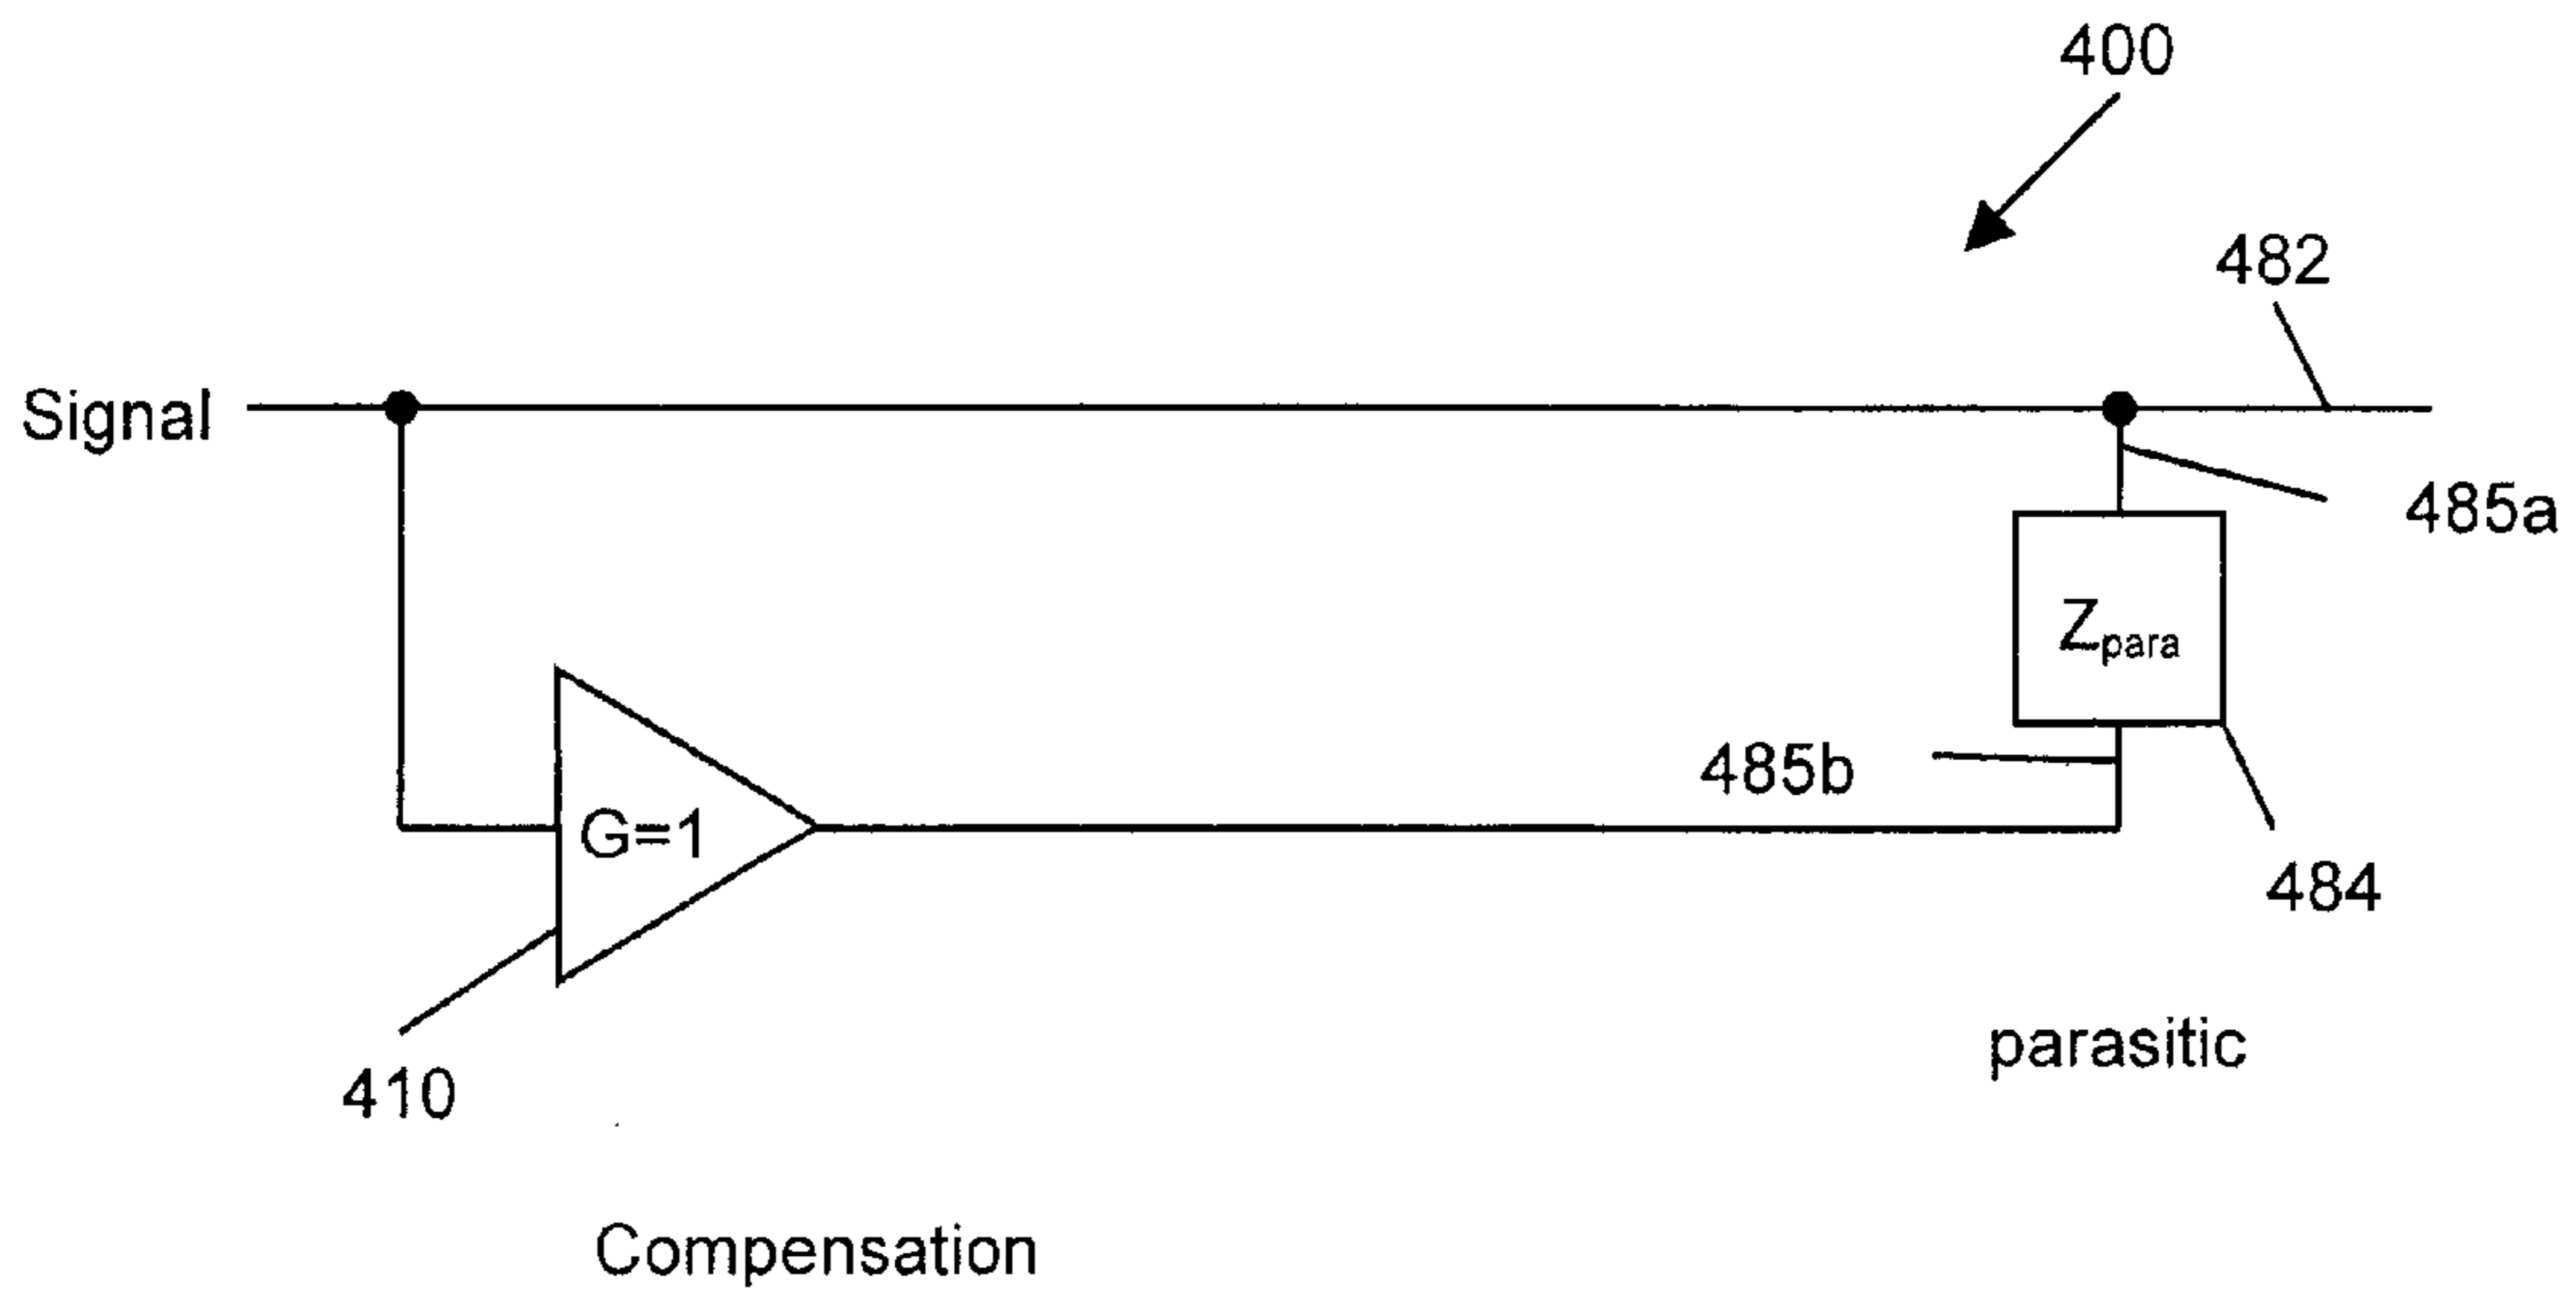 400
482
Signal
485a
Zpara
485b
G=1
484
410
parasitic
Compensation